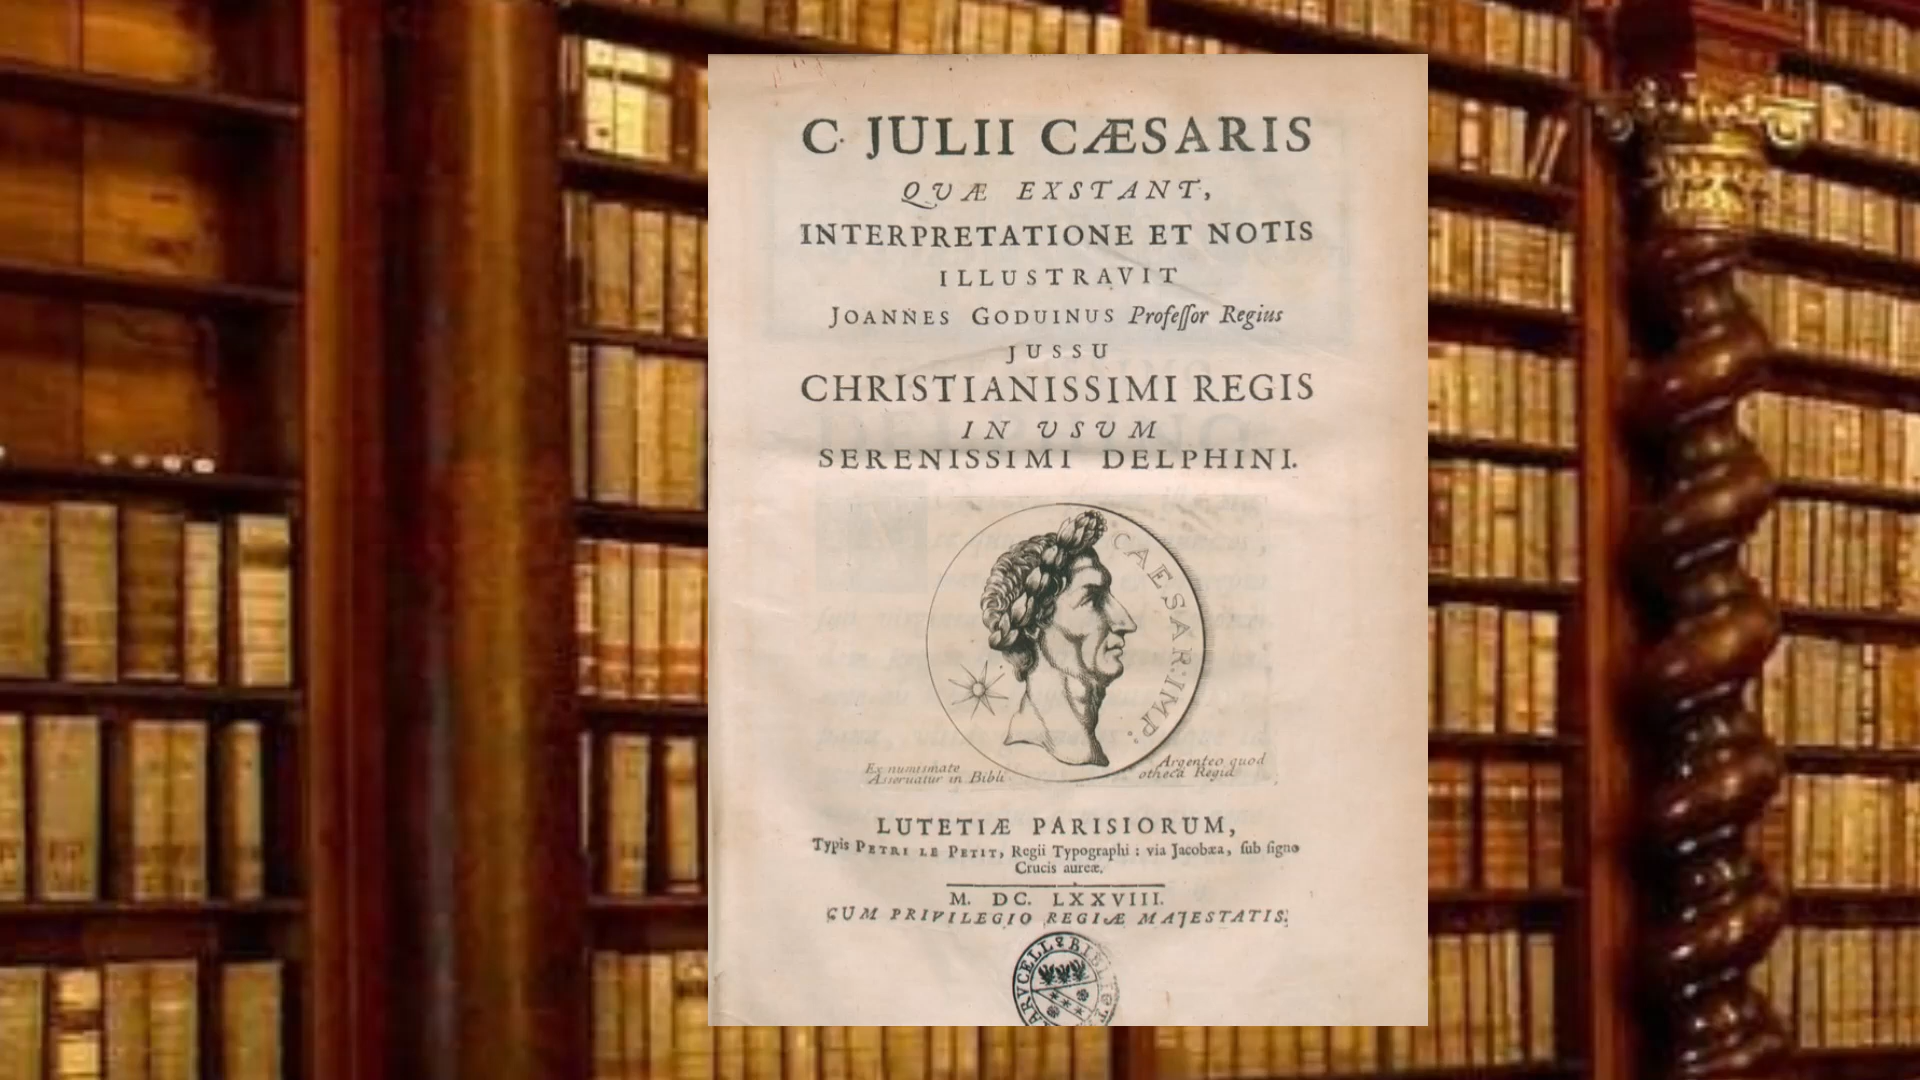 C. JULII CÆSARIS
QUÆ EXSTANT,
INTERPRETATIONE ET NOTIS
ILLUSTRAVIT
JOANNES GODUINUS Profeſſor Regius
JUSSU
CHRISTIANISSIMI REGIS
IN USUM
SERENISSIMI DELPHINI.
CAESAR·IMP:
Ex numismate Argenteo quod
Asseruatur in Bibliotheca Regia
LUTETIÆ PARISIORUM,
Typis PETRI LE PETIT, Regii Typographi : via Jacobæa, ſub ſigno
Crucis aureæ.
M. DC. LXXVIII.
CUM PRIVILEGIO REGIÆ MAJESTATIS.